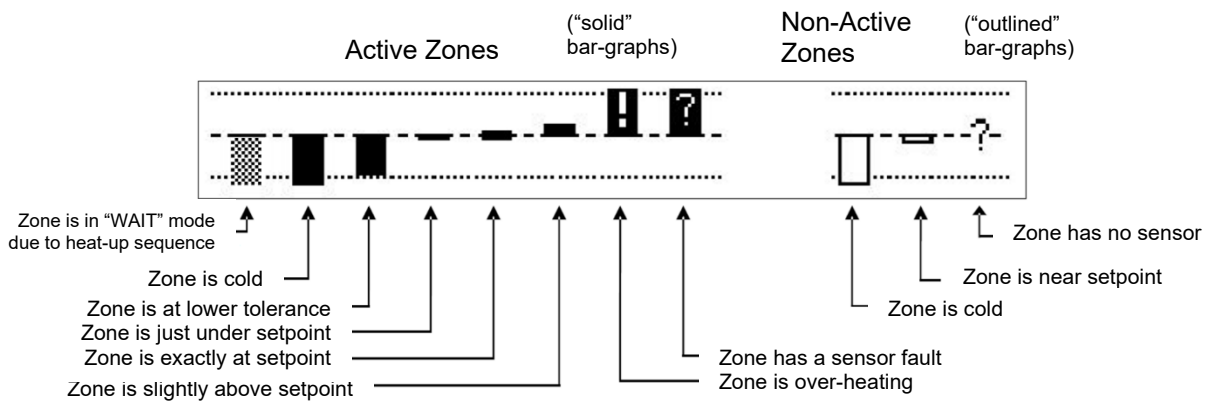 Active Zones
(“solid”
bar-graphs)
Non-Active
Zones
(“outlined”
bar-graphs)
! ? ?
Zone is in “WAIT” mode
due to heat-up sequence
Zone is cold
Zone is at lower tolerance
Zone is just under setpoint
Zone is exactly at setpoint
Zone is slightly above setpoint
Zone has no sensor
Zone is near setpoint
Zone is cold
Zone has a sensor fault
Zone is over-heating